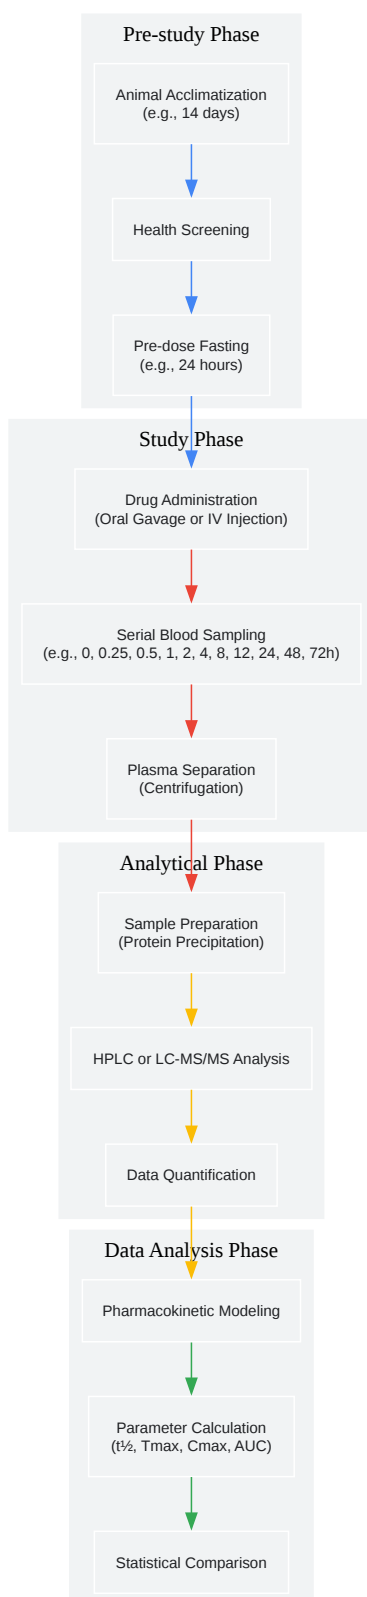 Pre-study Phase
Animal Acclimatization
(e.g., 14 days)
Health Screening
Pre-dose Fasting
(e.g., 24 hours)
Study Phase
Drug Administration
(Oral Gavage or IV Injection)
Serial Blood Sampling
(e.g., 0, 0.25, 0.5, 1, 2, 4, 8, 12, 24, 48, 72h)
Plasma Separation
(Centrifugation)
Analytical Phase
Sample Preparation
(Protein Precipitation)
HPLC or LC-MS/MS Analysis
Data Quantification
Data Analysis Phase
Pharmacokinetic Modeling
Parameter Calculation
(t½, Tmax, Cmax, AUC)
Statistical Comparison